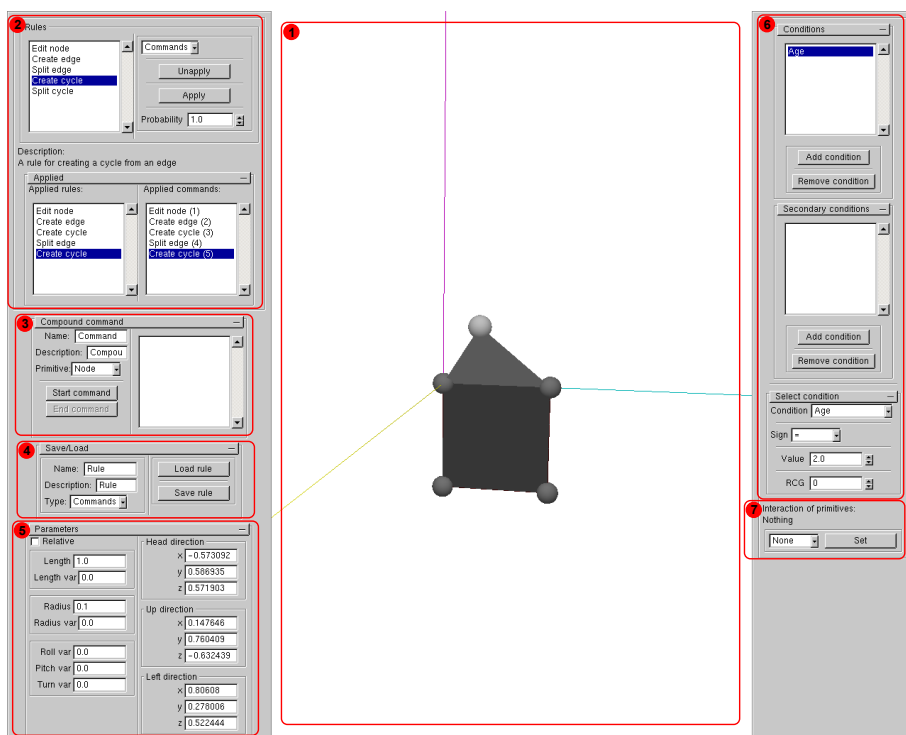 2
Rules
Edit node
Create edge
Split edge
Create cycle
Split cycle
Commands
Unapply
Apply
Probability 1.0
Description:
A rule for creating a cycle from an edge
Applied
Applied rules:
Edit node
Create edge
Create cycle
Split edge
Create cycle
Applied commands:
Edit node (1)
Create edge (2)
Create cycle (3)
Split edge (4)
Create cycle (5)
3
Compound command
Name: Command
Description: Compou
Primitive: Node
Start command
End command
4
Save/Load
Name: Rule
Description: Rule
Type: Commands
Load rule
Save rule
5
Parameters
Relative
Length 1.0
Length var 0.0
Radius 0.1
Radius var 0.0
Roll var 0.0
Pitch var 0.0
Turn var 0.0
Head direction
x -0.573092
y 0.586935
z 0.571903
Up direction
x 0.147646
y 0.760409
z -0.632439
Left direction
x 0.80608
y 0.278006
z 0.522444
1
6
Conditions
Age
Add condition
Remove condition
Secondary conditions
Add condition
Remove condition
Select condition
Condition Age
Sign =
Value 2.0
RCG 0
7
Interaction of primitives:
Nothing
None
Set